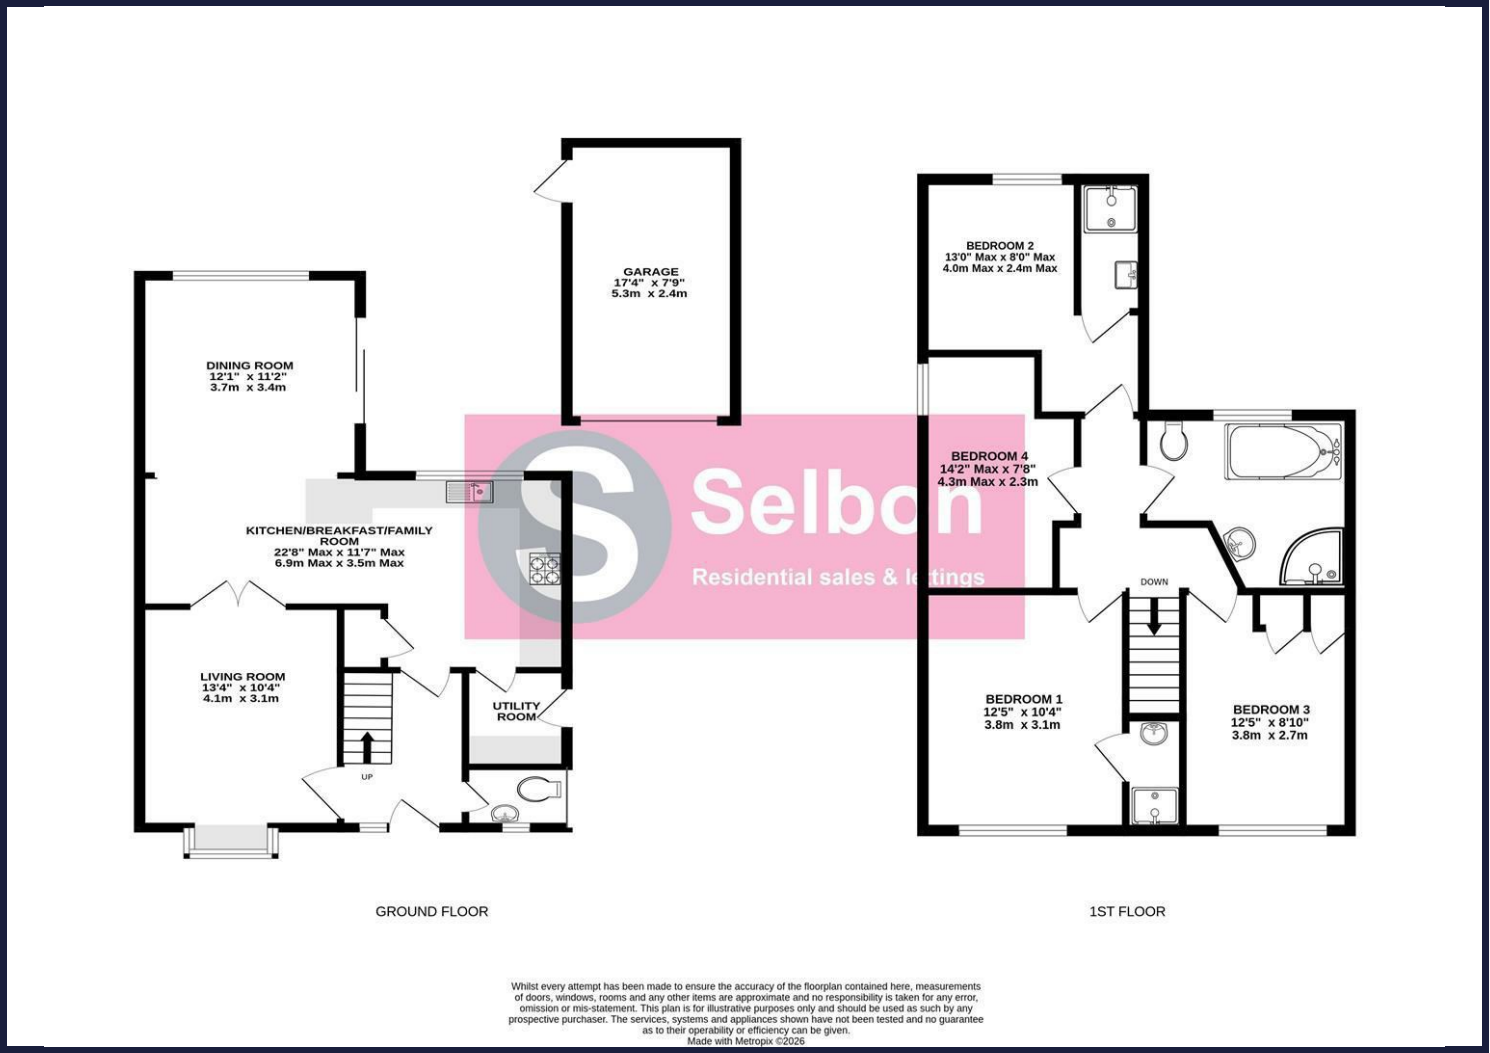 GARAGE
17'4" x 7'9"
5.3m x 2.4m
DINING ROOM
12'1" x 11'2"
3.7m x 3.4m
KITCHEN/BREAKFAST/FAMILY
ROOM
22'8" Max x 11'7" Max
6.9m Max x 3.5m Max
LIVING ROOM
13'4" x 10'4"
4.1m x 3.1m
UTILITY
ROOM
UP
GROUND FLOOR
S
Selbon
Residential sales & lettings
BEDROOM 2
13'0" Max x 8'0" Max
4.0m Max x 2.4m Max
BEDROOM 4
14'2" Max x 7'8"
4.3m Max x 2.3m
DOWN
BEDROOM 1
12'5" x 10'4"
3.8m x 3.1m
BEDROOM 3
12'5" x 8'10"
3.8m x 2.7m
1ST FLOOR
Whilst every attempt has been made to ensure the accuracy of the floorplan contained here, measurements
of doors, windows, rooms and any other items are approximate and no responsibility is taken for any error,
omission or mis-statement. This plan is for illustrative purposes only and should be used as such by any
prospective purchaser. The services, systems and appliances shown have not been tested and no guarantee
as to their operability or efficiency can be given.
Made with Metropix ©2026